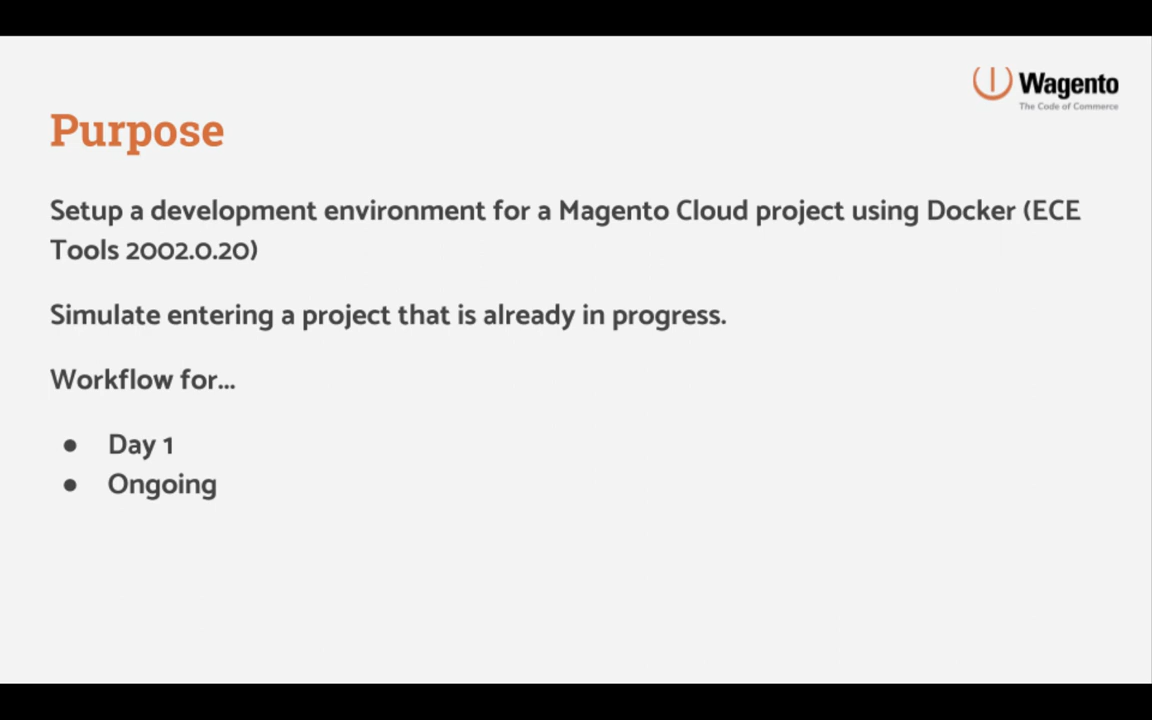 Wagento
The Code of Commerce
Purpose
Setup a development environment for a Magento Cloud project using Docker (ECE
Tools 2002.0.20)
Simulate entering a project that is already in progress.
Workflow for...
● Day 1
● Ongoing